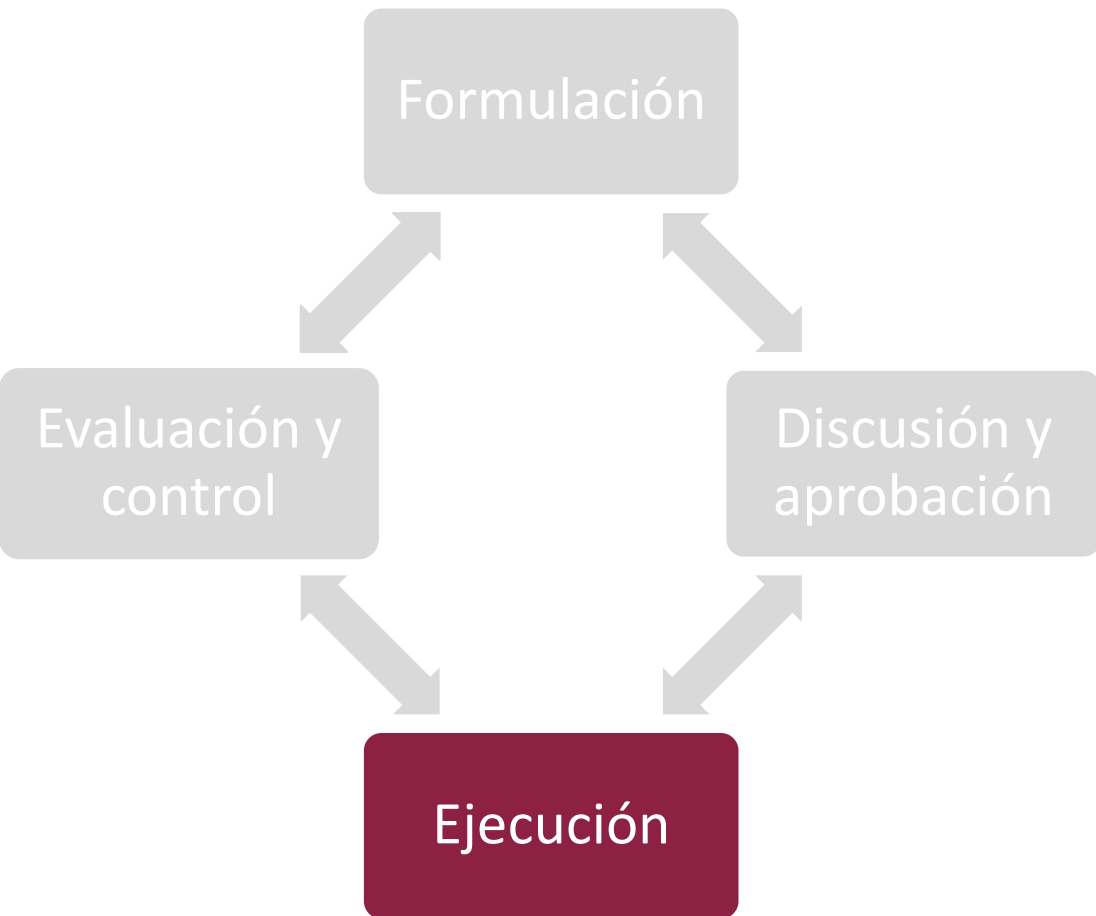 Formulación
Evaluación y
control
Discusión y
aprobación
Ejecución